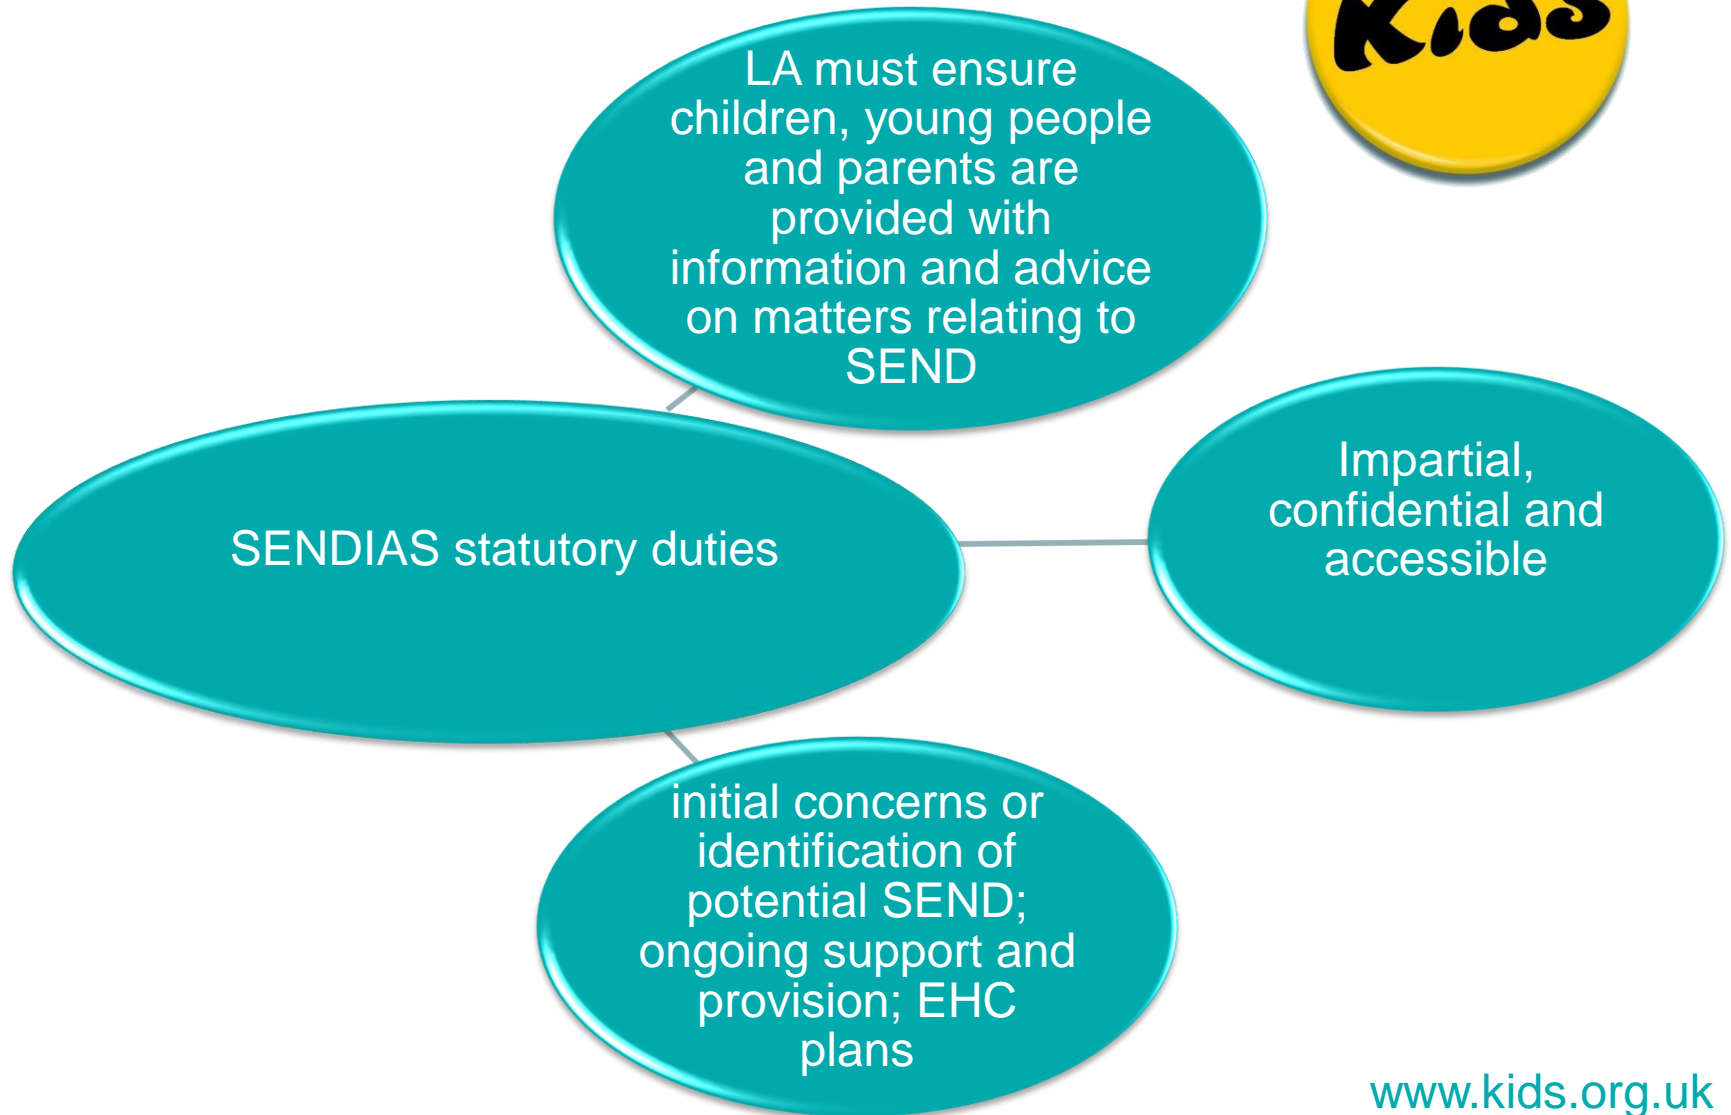 Kids
LA must ensure
children, young people
and parents are
provided with
information and advice
on matters relating to
SEND
SENDIAS statutory duties
Impartial,
confidential and
accessible
initial concerns or
identification of
potential SEND;
ongoing support and
provision; EHC
plans
www.kids.org.uk